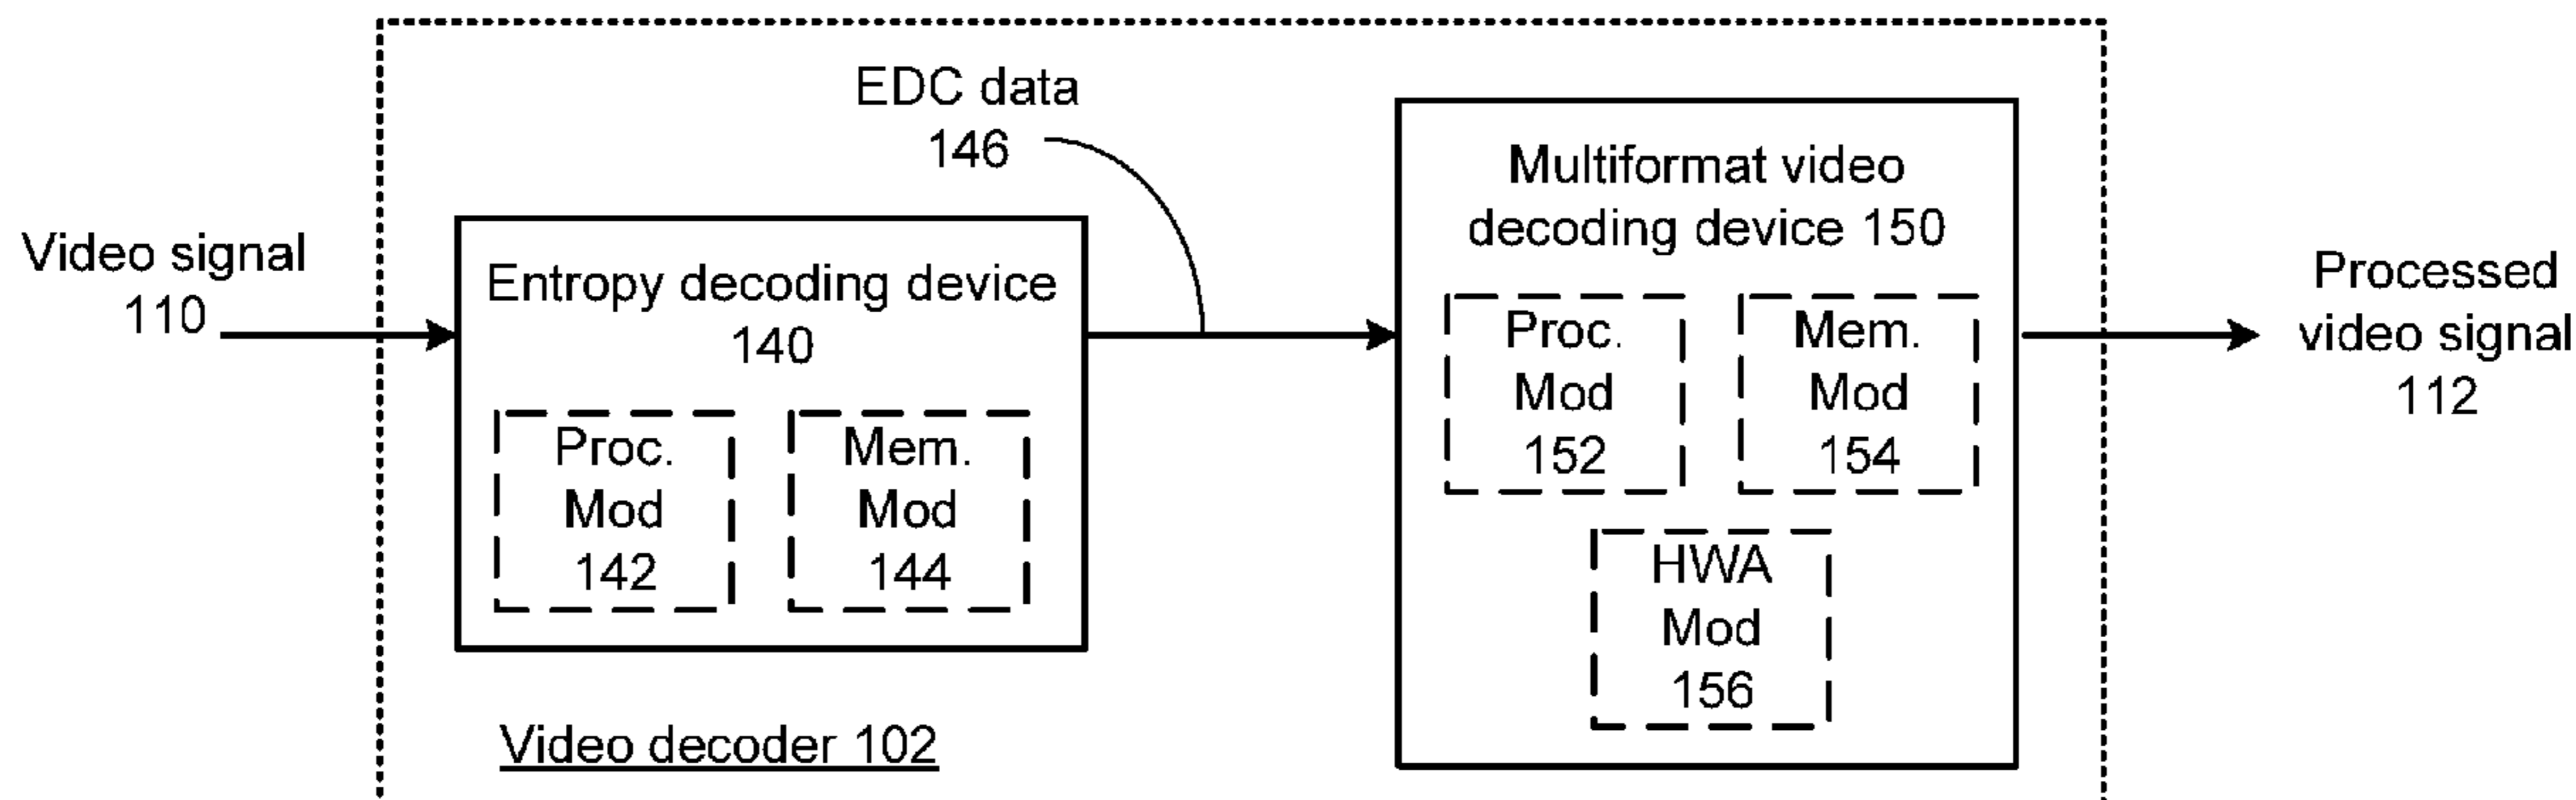 Video signal
110
EDC data
146
Entropy decoding device
140
Proc.
Mod
142
Mem.
Mod
144
Multiformat video
decoding device 150
Proc.
Mod
152
Mem.
Mod
154
HWA
Mod
156
Processed
video signal
112
Video decoder 102